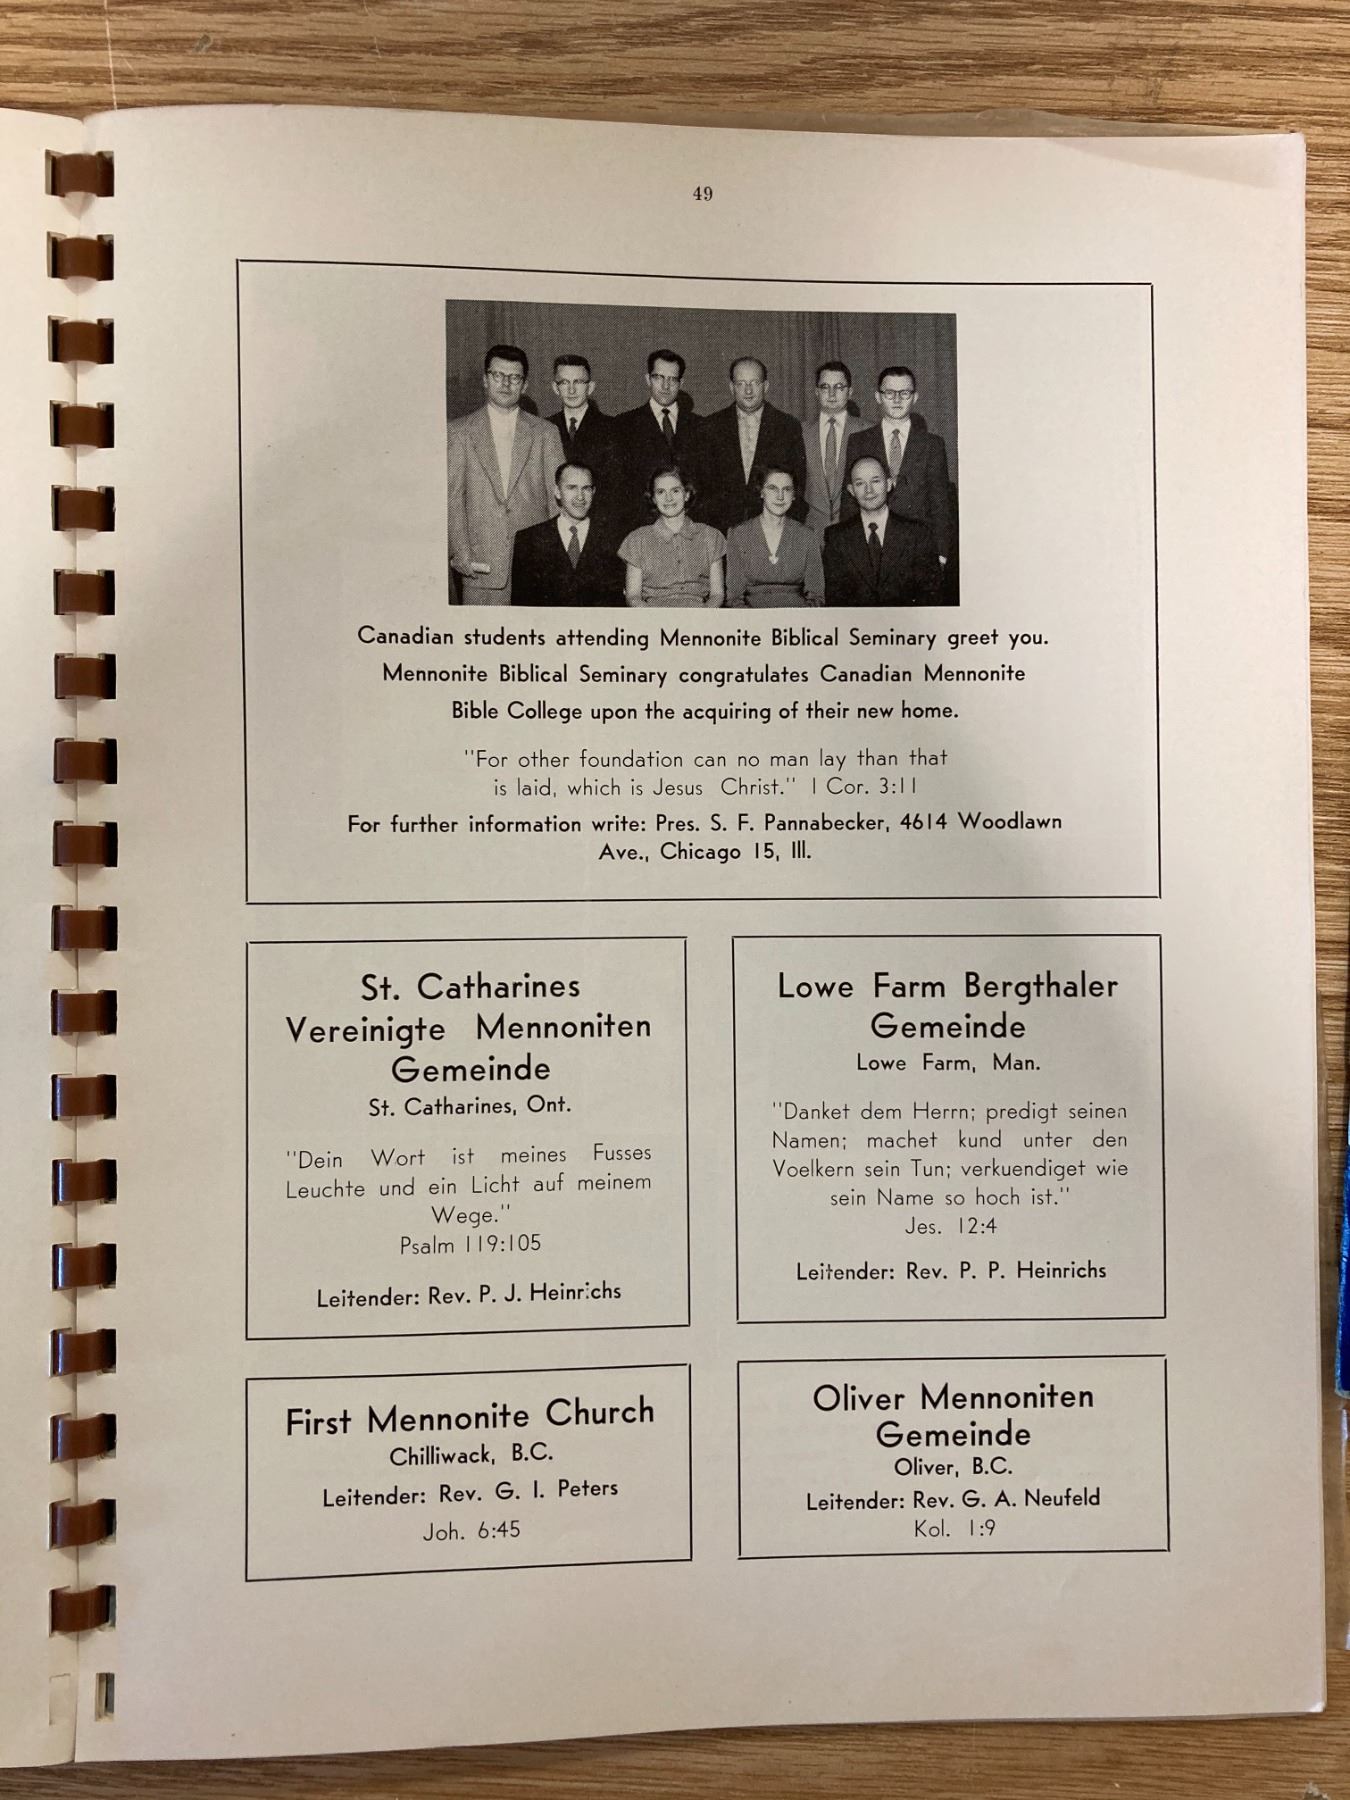 49
Canadian students attending Mennonite Biblical Seminary greet you.
Mennonite Biblical Seminary congratulates Canadian Mennonite
Bible College upon the acquiring of their new home.
"For other foundation can no man lay than that
is laid, which is Jesus Christ." I Cor. 3:11
For further information write: Pres. S. F. Pannabecker, 4614 Woodlawn
Ave., Chicago 15, Ill.
St. Catharines
Vereinigte Mennoniten
Gemeinde
St. Catharines, Ont.
"Dein Wort ist meines Fusses
Leuchte und ein Licht auf meinem
Wege."
Psalm 119:105
Leitender: Rev. P. J. Heinrichs
Lowe Farm Bergthaler
Gemeinde
Lowe Farm, Man.
"Danket dem Herrn; predigt seinen
Namen; machet kund unter den
Voelkern sein Tun; verkuendiget wie
sein Name so hoch ist."
Jes. 12:4
Leitender: Rev. P. P. Heinrichs
First Mennonite Church
Chilliwack, B.C.
Leitender: Rev. G. I. Peters
Joh. 6:45
Oliver Mennoniten
Gemeinde
Oliver, B.C.
Leitender: Rev. G. A. Neufeld
Kol. 1:9